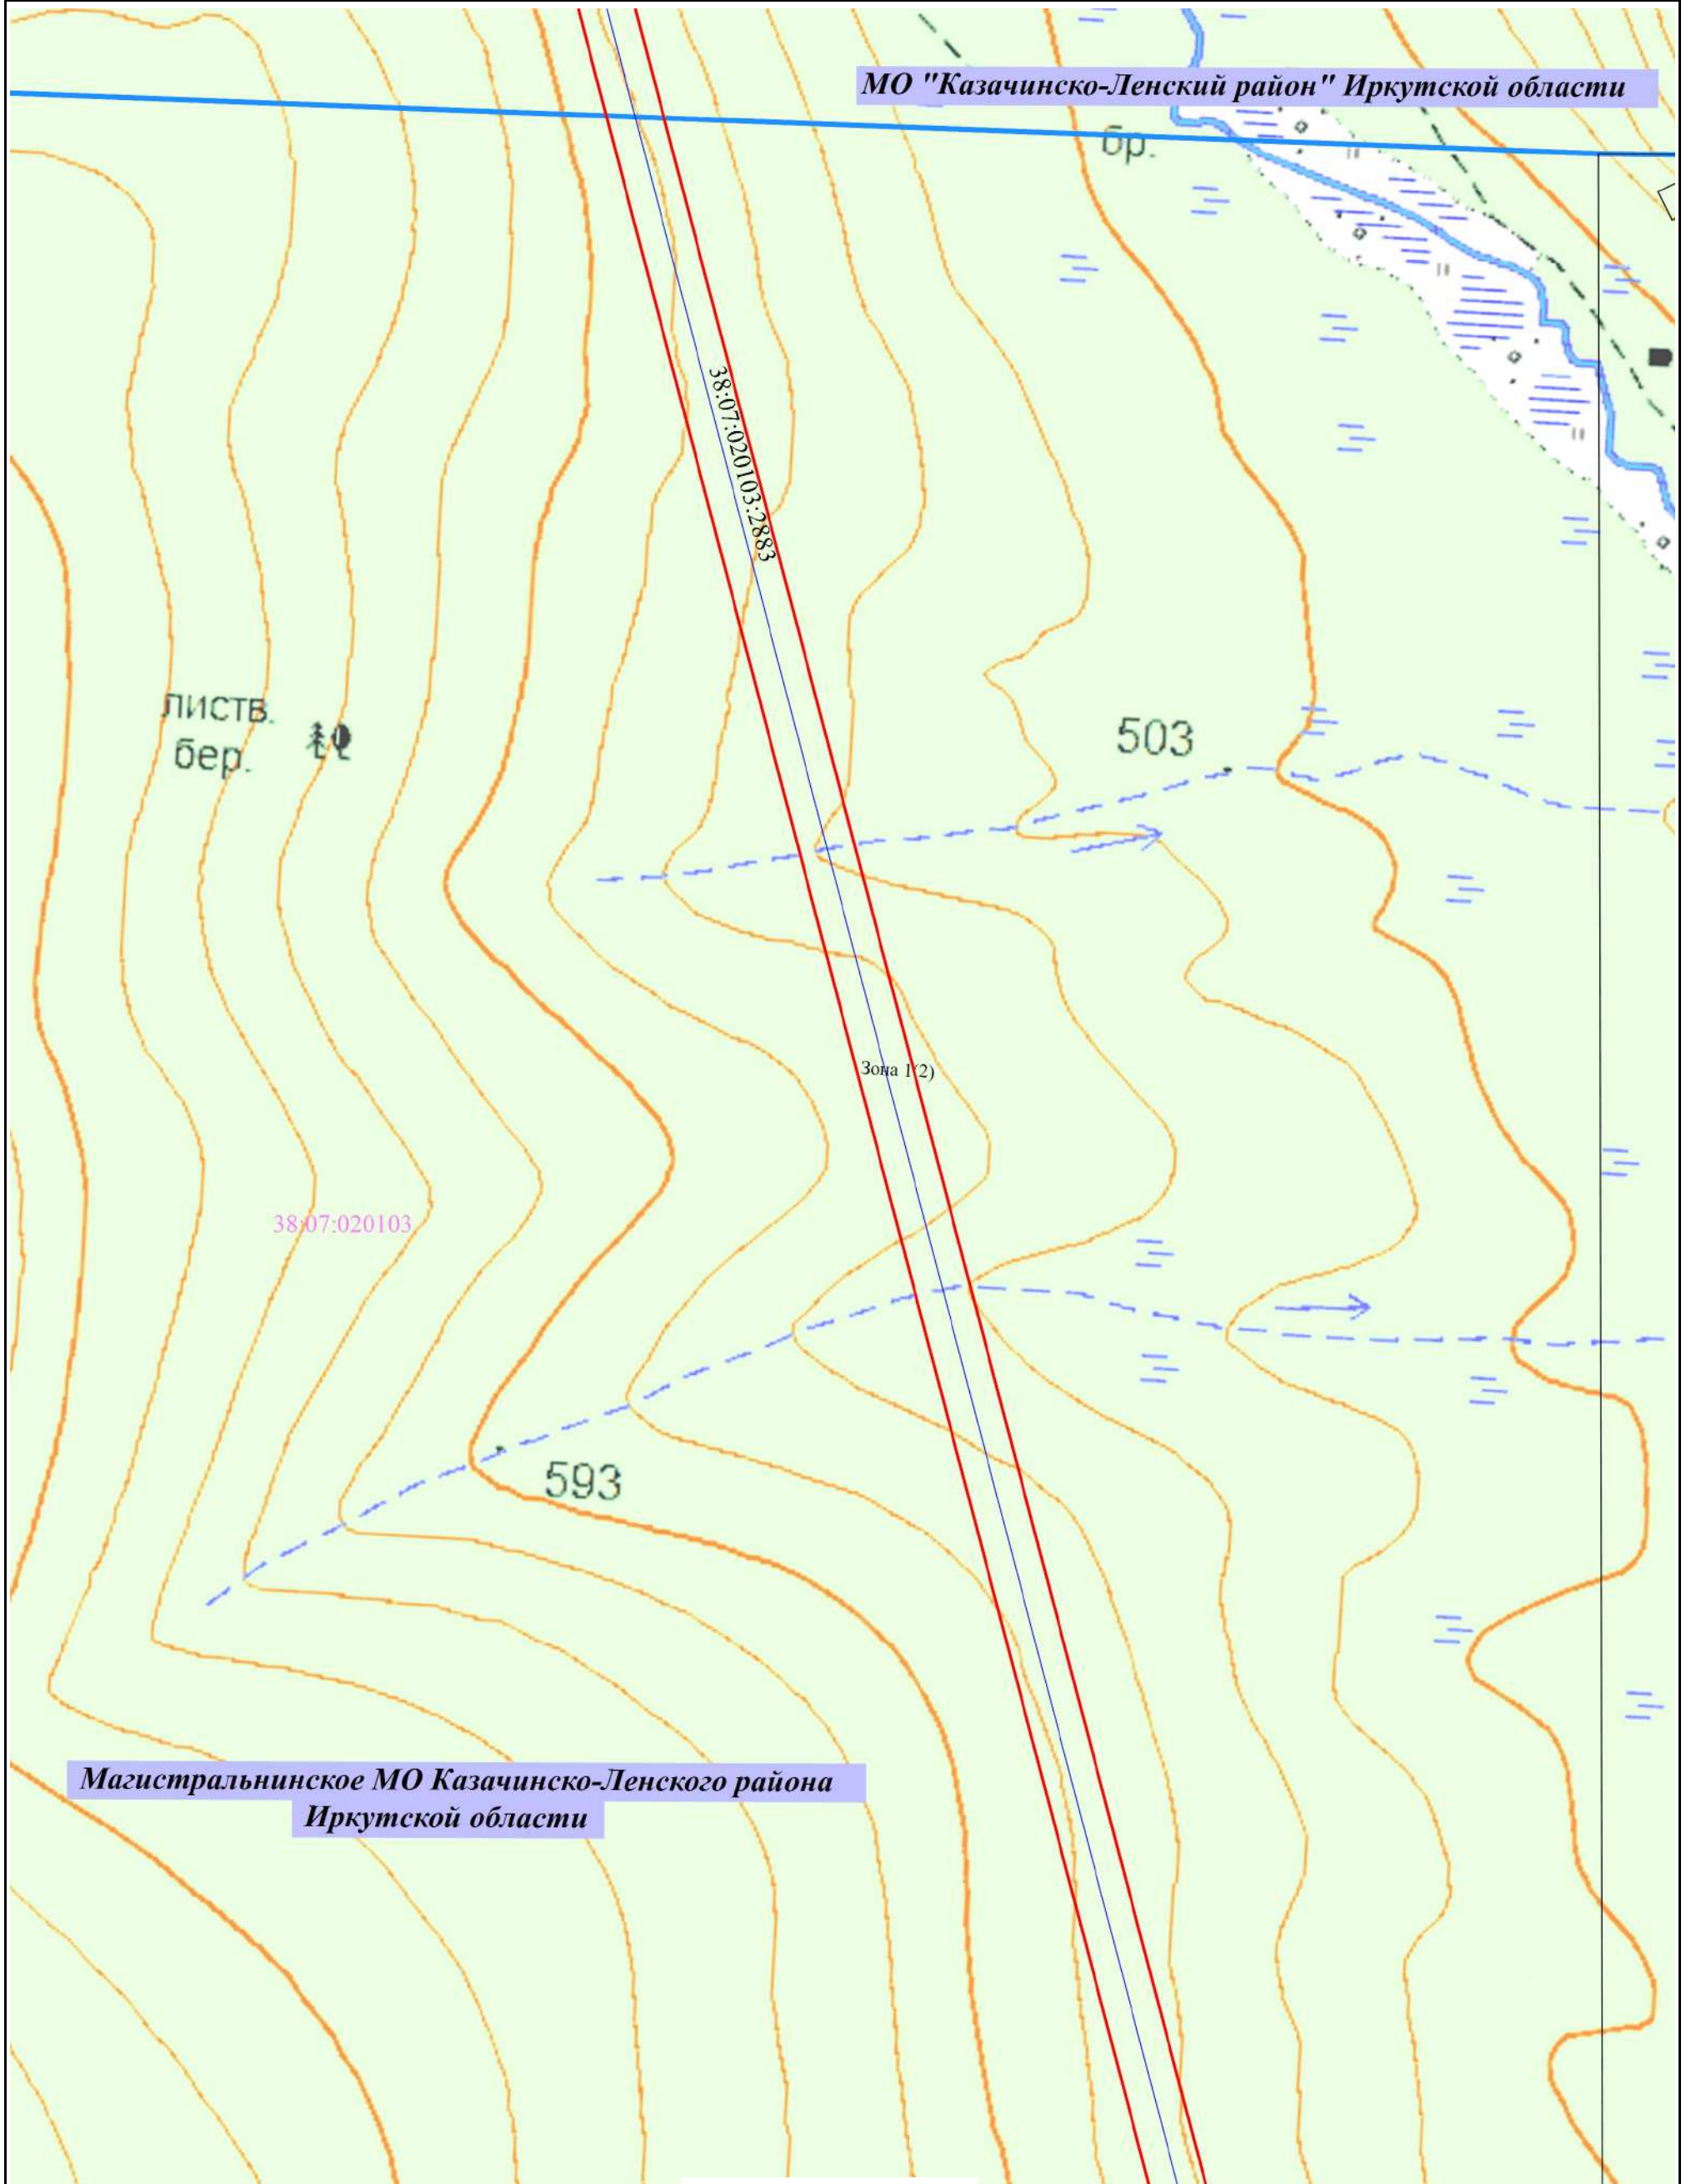 МО "Казачинско-Ленский район" Иркутской области
бр.
38:07:020103:2883
листв.
бер.
503
Зона 1(2)
38:07:020103
593
Магистральнинское МО Казачинско-Ленского района
Иркутской области